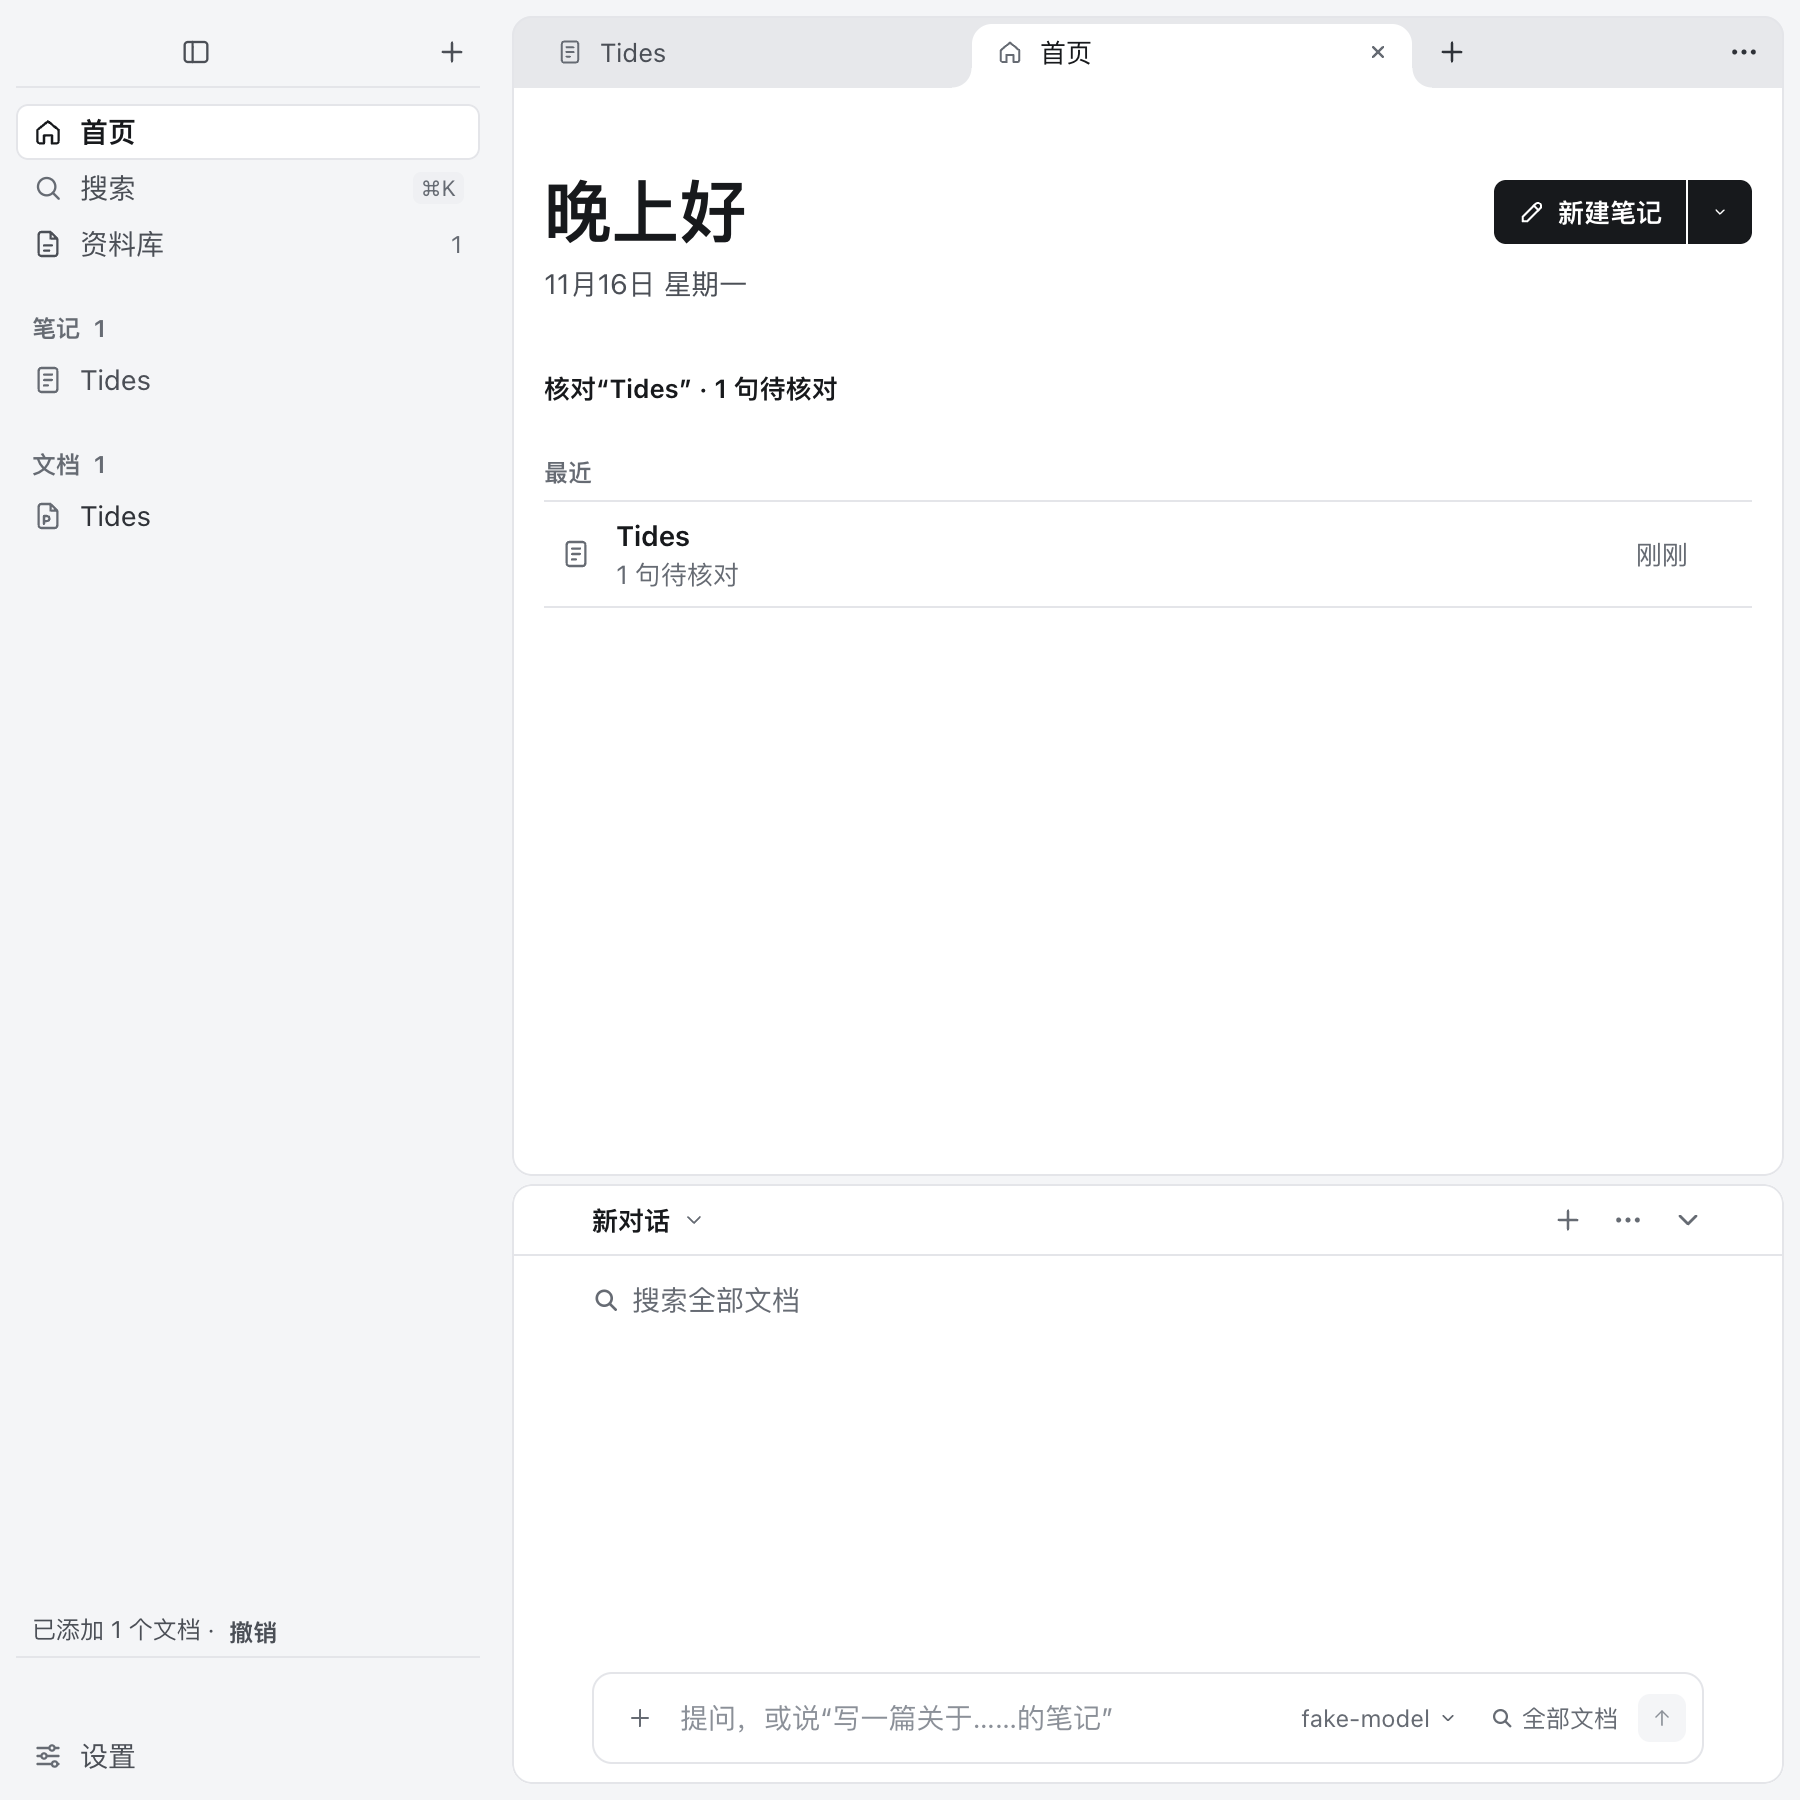 首页
搜索 ⌘K
资料库 1
笔记 1
Tides
文档 1
Tides
已添加 1 个文档 · 撤销
设置
Tides
首页
晚上好
新建笔记
11月16日 星期一
核对“Tides” · 1 句待核对
最近
Tides
1 句待核对
刚刚
新对话
搜索全部文档
提问，或说“写一篇关于……的笔记”
fake-model
全部文档